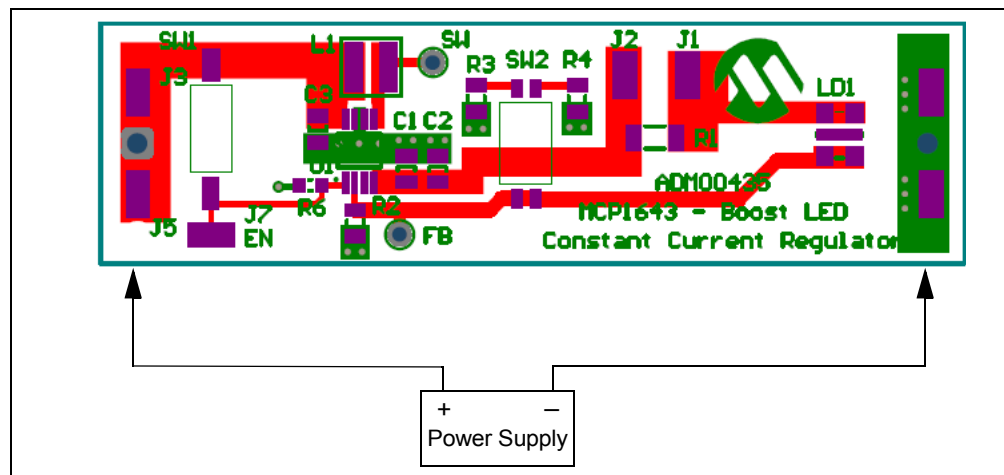 SW1
L1
SW
J2
J1
J3
R3
SW2
R4
LD1
C3
C1 C2
R1
U1
R6
R2
J5
J7
EN
FB
ADM00435
MCP1643 - Boost LED
Constant Current Regulator
+ –
Power Supply